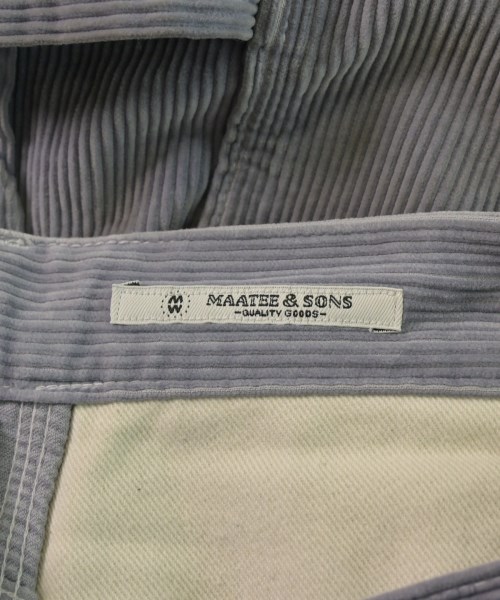 M
W
MAATEE & SONS
-QUALITY GOODS-